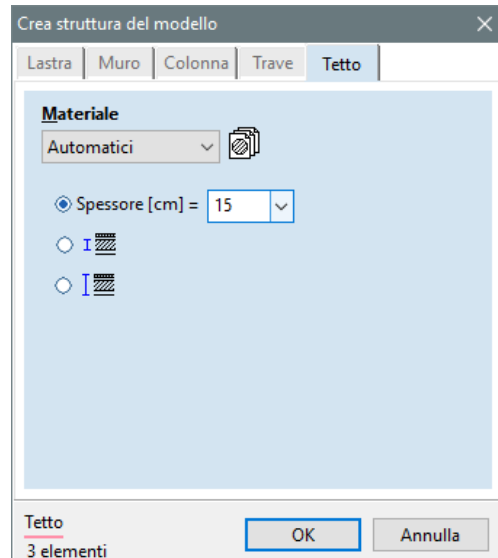 Crea struttura del modello
Lastra Muro Colonna Trave Tetto
Materiale
Automatici
Spessore [cm] = 15
Tetto
3 elementi
OK Annulla